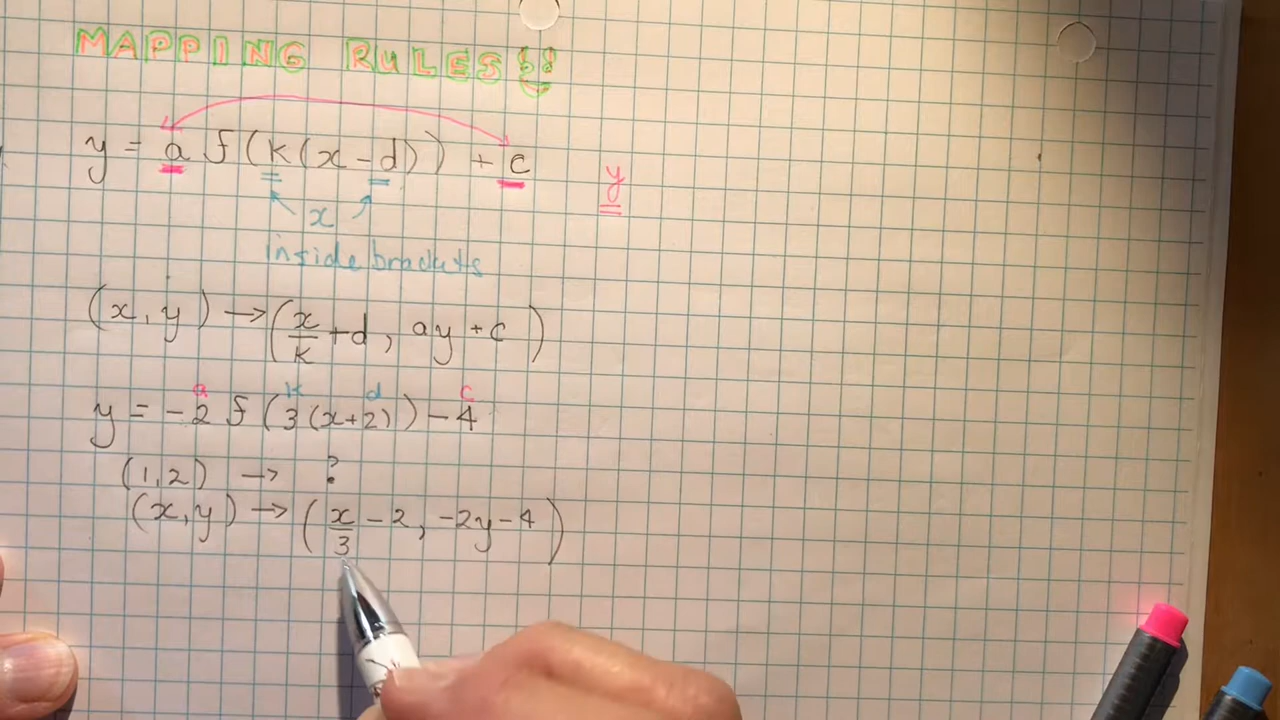 MAPPING RULES!!
y = a f(k(x-d)) + c
y
x
inside brackets
(x, y) → (x/k + d, ay + c)
a k d c
y = -2 f(3(x+2)) - 4
(1,2) → ?
(x,y) → (x/3 - 2, -2y - 4)